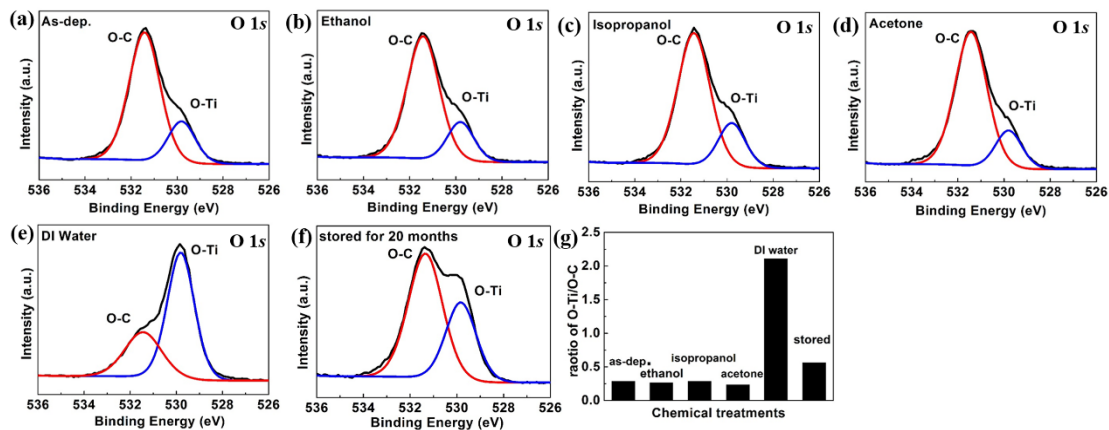 (a) As-dep. O 1s
O-C
O-Ti
Intensity (a.u.)
536 534 532 530 528 526
Binding Energy (eV)
(b) Ethanol O 1s
O-C
O-Ti
Intensity (a.u.)
536 534 532 530 528 526
Binding Energy (eV)
(c) Isopropanol O 1s
O-C
O-Ti
Intensity (a.u.)
536 534 532 530 528 526
Binding Energy (eV)
(d) Acetone O 1s
O-C
O-Ti
Intensity (a.u.)
536 534 532 530 528 526
Binding Energy (eV)
(e) DI Water O 1s
O-Ti
O-C
Intensity (a.u.)
536 534 532 530 528 526
Binding Energy (eV)
(f) stored for 20 months O 1s
O-C
O-Ti
Intensity (a.u.)
536 534 532 530 528 526
Binding Energy (eV)
(g)
raotio of O-Ti/O-C
2.5
2.0
1.5
1.0
0.5
0.0
as-dep.
ethanol
isopropanol
acetone
DI water
stored
Chemical treatments